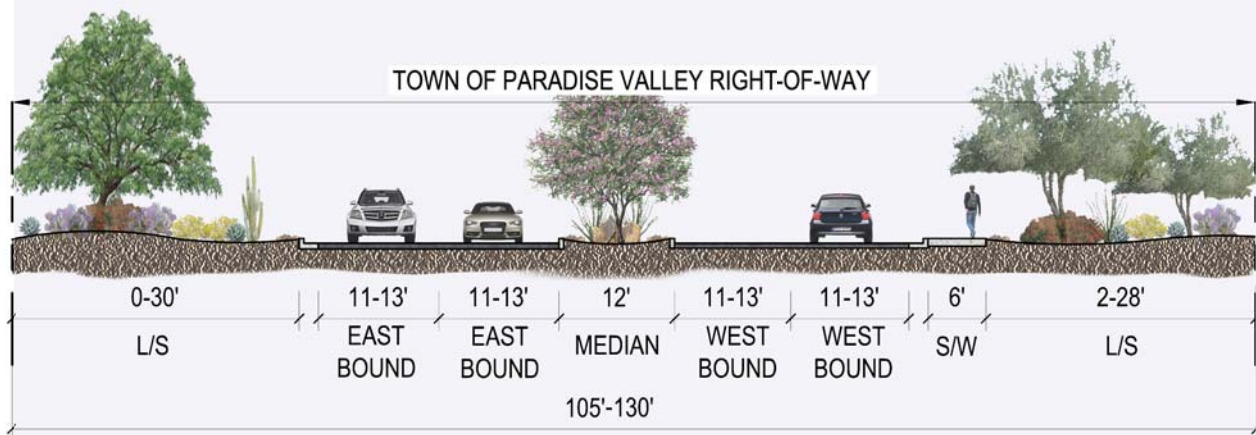 TOWN OF PARADISE VALLEY RIGHT-OF-WAY
0-30' 11-13' 11-13' 12' 11-13' 11-13' 6' 2-28'
L/S EAST BOUND EAST BOUND MEDIAN WEST BOUND WEST BOUND S/W L/S
105'-130'